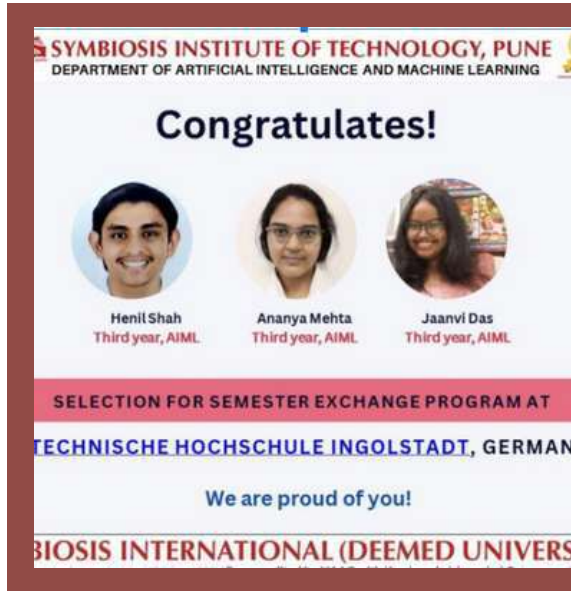 SYMBIOSIS INSTITUTE OF TECHNOLOGY, PUNE
DEPARTMENT OF ARTIFICIAL INTELLIGENCE AND MACHINE LEARNING
Congratulates!
Henil Shah Ananya Mehta Jaanvi Das
Third year, AIML Third year, AIML Third year, AIML
SELECTION FOR SEMESTER EXCHANGE PROGRAM AT
TECHNISCHE HOCHSCHULE INGOLSTADT, GERMAN
We are proud of you!
BIOSIS INTERNATIONAL (DEEMED UNIVERS